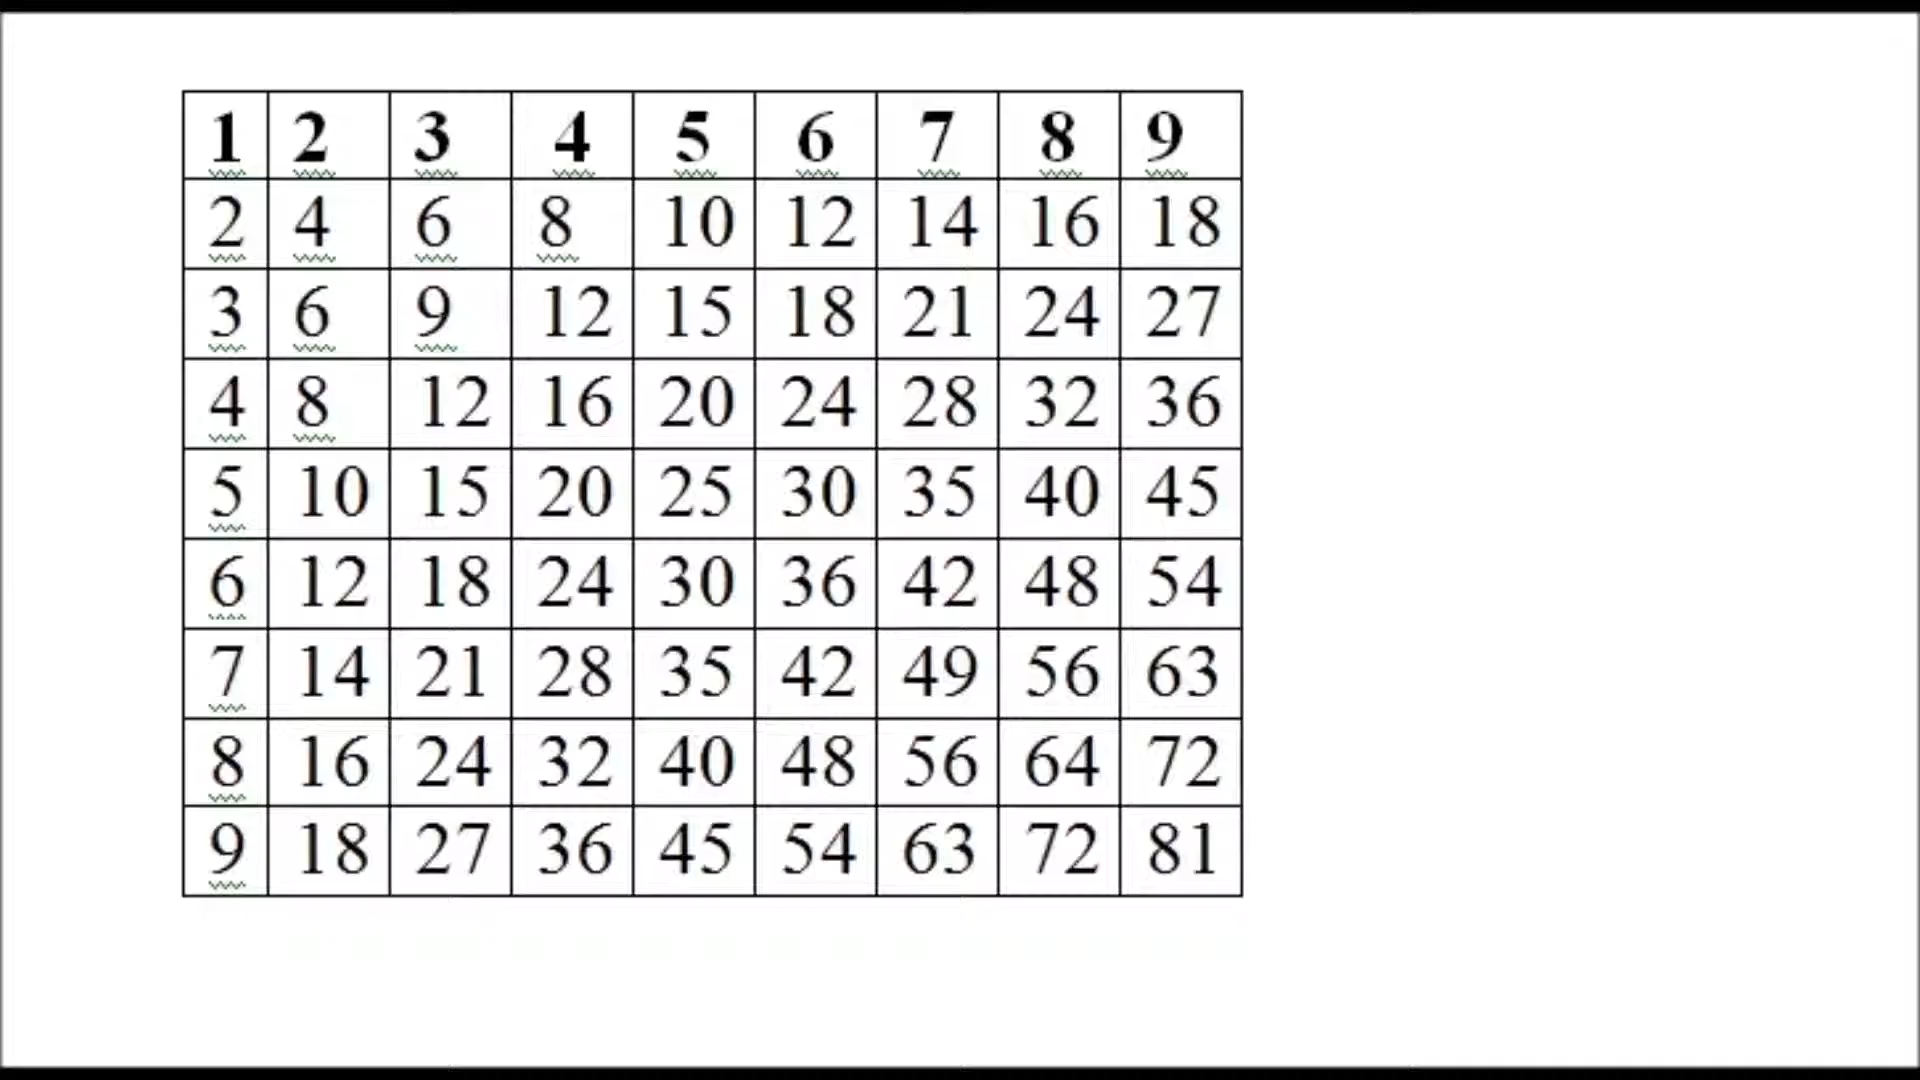 1 2 3 4 5 6 7 8 9
2 4 6 8 10 12 14 16 18
3 6 9 12 15 18 21 24 27
4 8 12 16 20 24 28 32 36
5 10 15 20 25 30 35 40 45
6 12 18 24 30 36 42 48 54
7 14 21 28 35 42 49 56 63
8 16 24 32 40 48 56 64 72
9 18 27 36 45 54 63 72 81